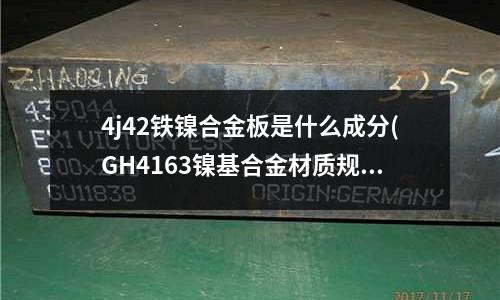 ZHAOQING
3259
439044
EX1 VICTORY ESR
800x
GU11838
ORIGIN:GERMANY
4j42铁镍合金板是什么成分(
GH4163镍基合金材质规...
2017/11/17